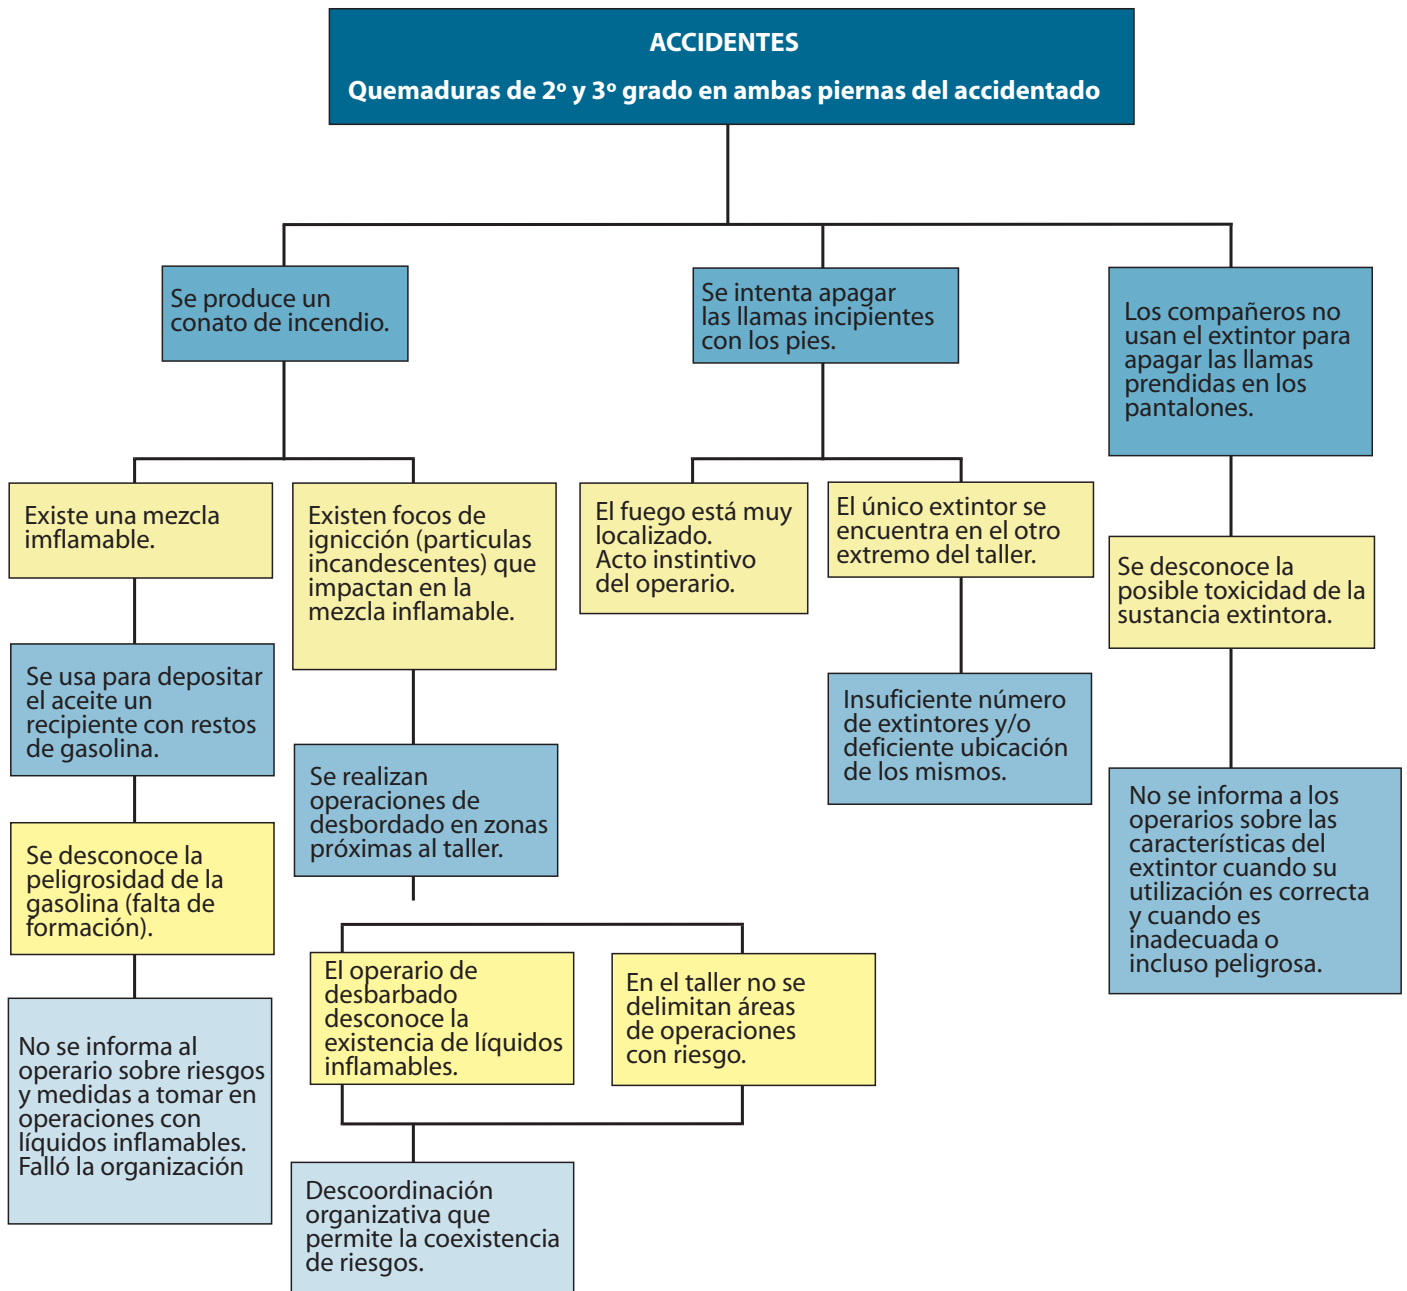 ACCIDENTES
Quemaduras de 2º y 3º grado en ambas piernas del accidentado
Se produce un
conato de incendio.
Se intenta apagar
las llamas incipientes
con los pies.
Los compañeros no
usan el extintor para
apagar las llamas
prendidas en los
pantalones.
Existe una mezcla
imflamable.
Existen focos de
ignicción (particulas
incandescentes) que
impactan en la
mezcla inflamable.
El fuego está muy
localizado.
Acto instintivo
del operario.
El único extintor se
encuentra en el otro
extremo del taller.
Se desconoce la
posible toxicidad de la
sustancia extintora.
Se usa para depositar
el aceite un
recipiente con restos
de gasolina.
Se realizan
operaciones de
desbordado en zonas
próximas al taller.
Insuficiente número
de extintores y/o
deficiente ubicación
de los mismos.
No se informa a los
operarios sobre las
características del
extintor cuando su
utilización es correcta
y cuando es
inadecuada o
incluso peligrosa.
Se desconoce la
peligrosidad de la
gasolina (falta de
formación).
El operario de
desbarbado
desconoce la
existencia de líquidos
inflamables.
En el taller no se
delimitan áreas
de operaciones
con riesgo.
No se informa al
operario sobre riesgos
y medidas a tomar en
operaciones con
líquidos inflamables.
Falló la organización
Descoordinación
organizativa que
permite la coexistencia
de riesgos.